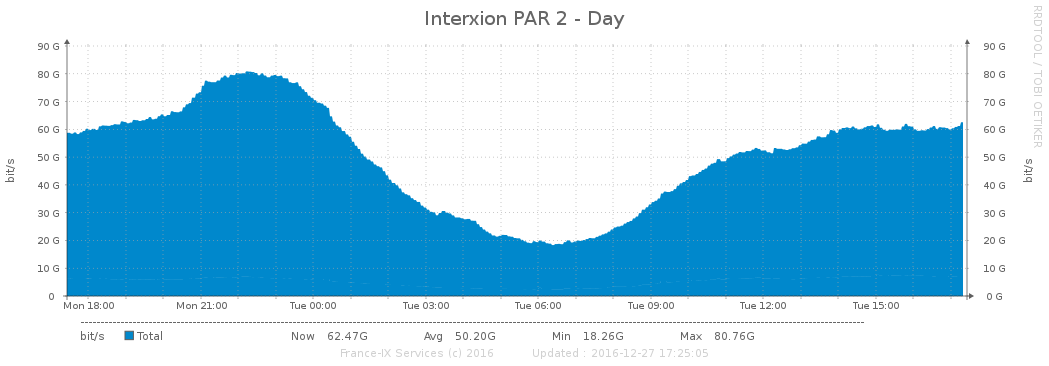 Interxion PAR 2 - Day
RRDTOOL / TOBI OETIKER
bit/s
bit/s
90 G 90 G
80 G 80 G
70 G 70 G
60 G 60 G
50 G 50 G
40 G 40 G
30 G 30 G
20 G 20 G
10 G 10 G
0 0 G
Mon 18:00 Mon 21:00 Tue 00:00 Tue 03:00 Tue 06:00 Tue 09:00 Tue 12:00 Tue 15:00
bit/s Total Now 62.47G Avg 50.20G Min 18.26G Max 80.76G
France-IX Services (c) 2016 Updated : 2016-12-27 17:25:05